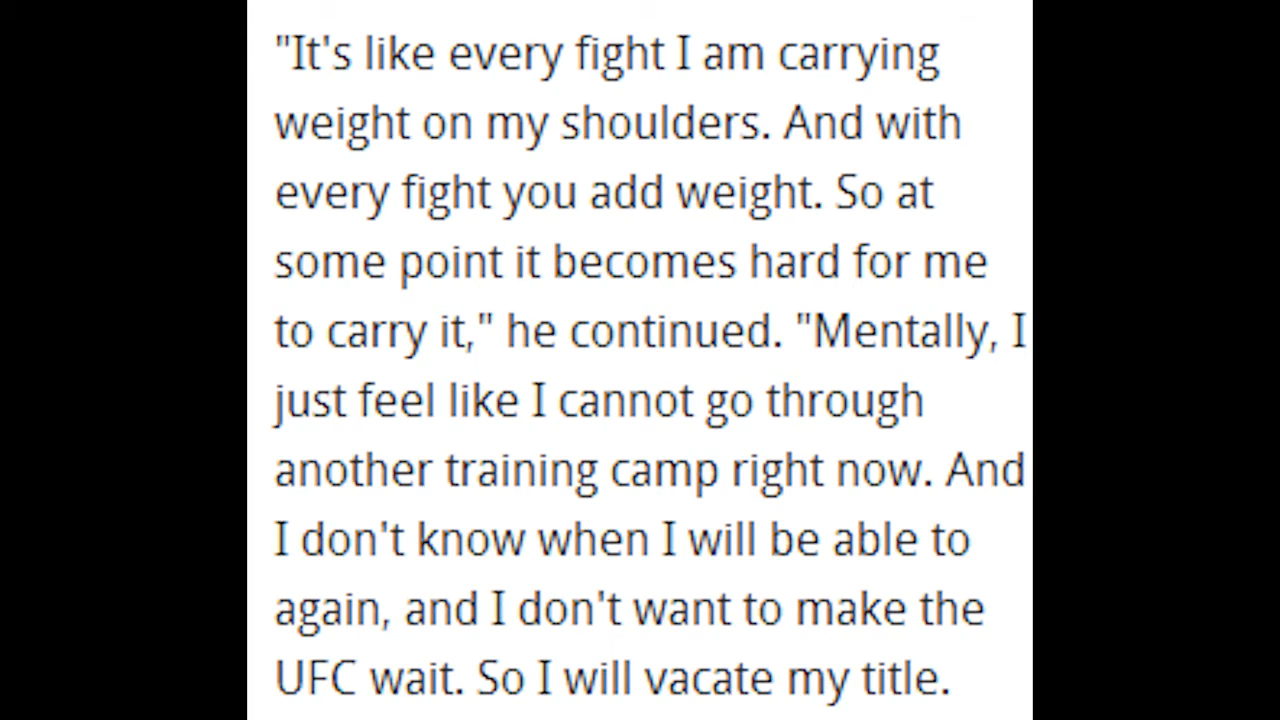 "It's like every fight I am carrying
weight on my shoulders. And with
every fight you add weight. So at
some point it becomes hard for me
to carry it," he continued. "Mentally, I
just feel like I cannot go through
another training camp right now. And
I don't know when I will be able to
again, and I don't want to make the
UFC wait. So I will vacate my title.